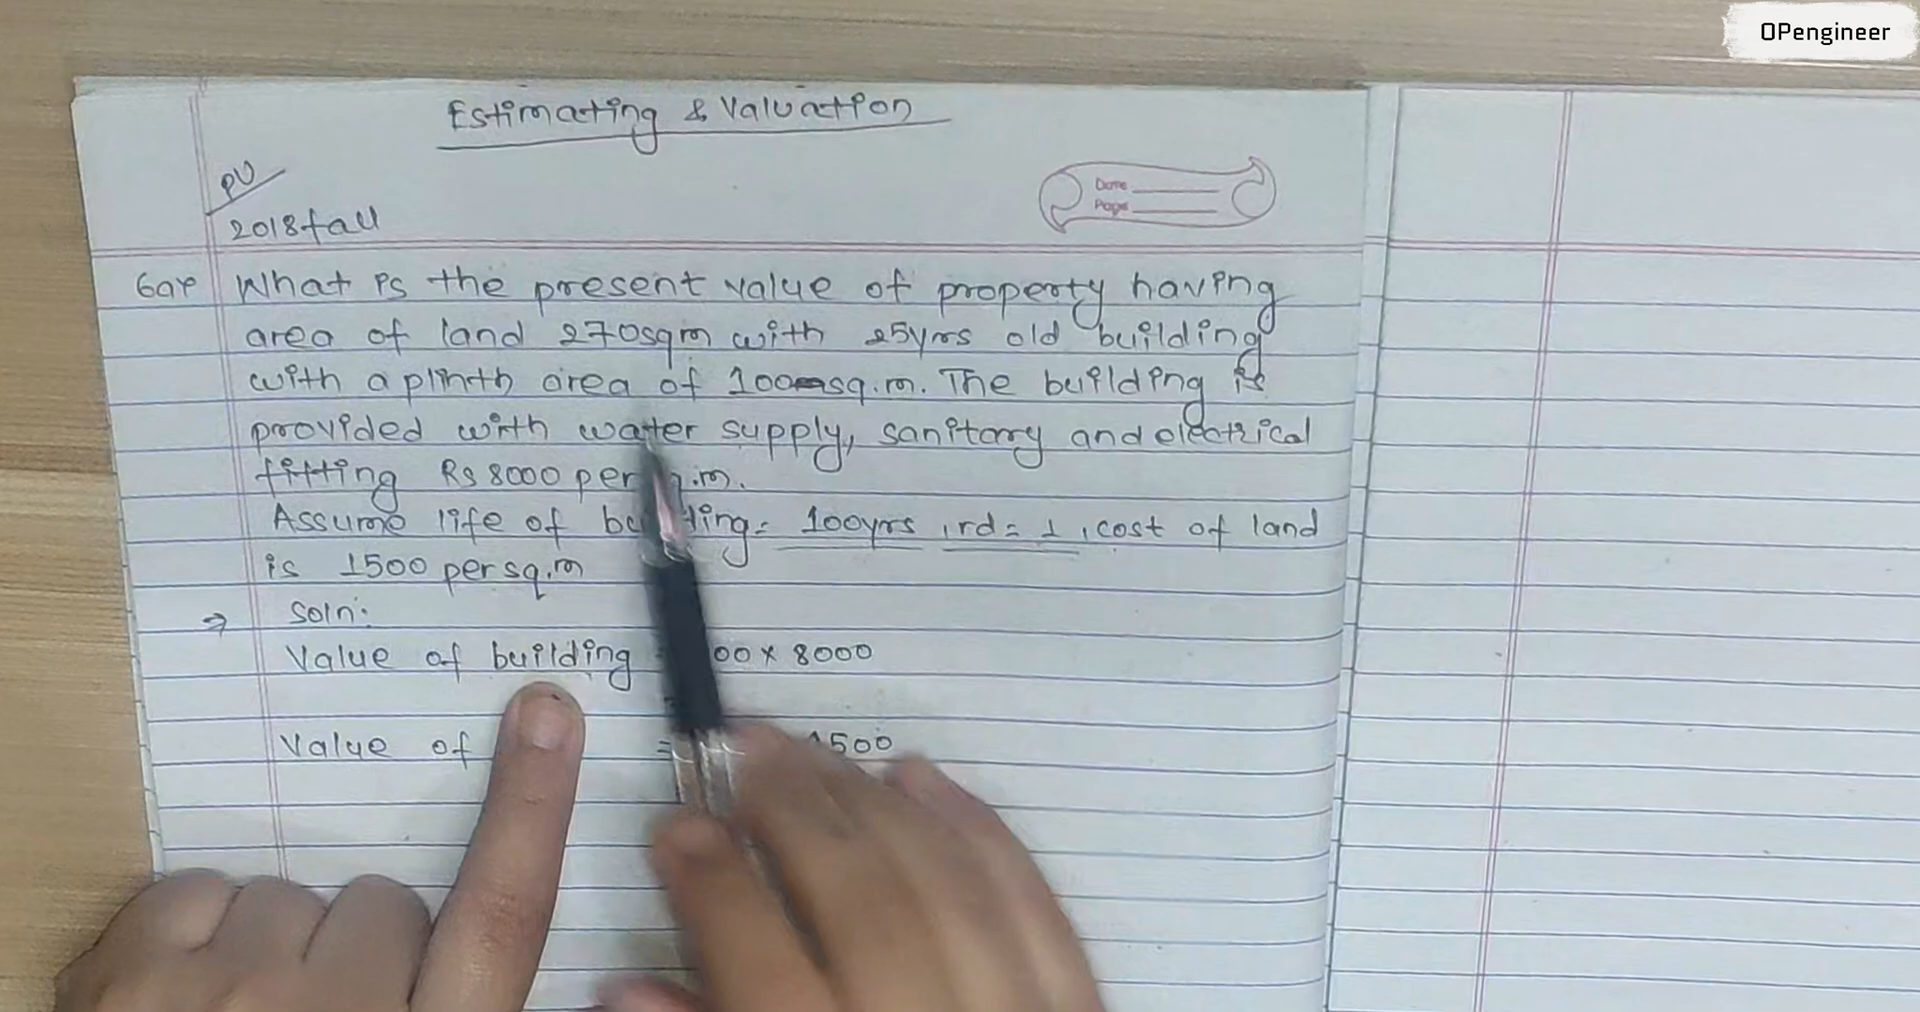 OPengineer
Estimating & Valuation
PU
2018 fall
Date
Page
6a)
What is the present value of property having
area of land 270sqm with 25yrs old building
with a plinth area of 100 sq.m. The building is
provided with water supply, sanitary and electrical
fitting Rs 8000 per .m.
Assume life of = 100yrs , rd = 1 , cost of land
is 1500 per sq.m
⇒ Soln:
Value of building = 00 x 8000
Value of = 1500